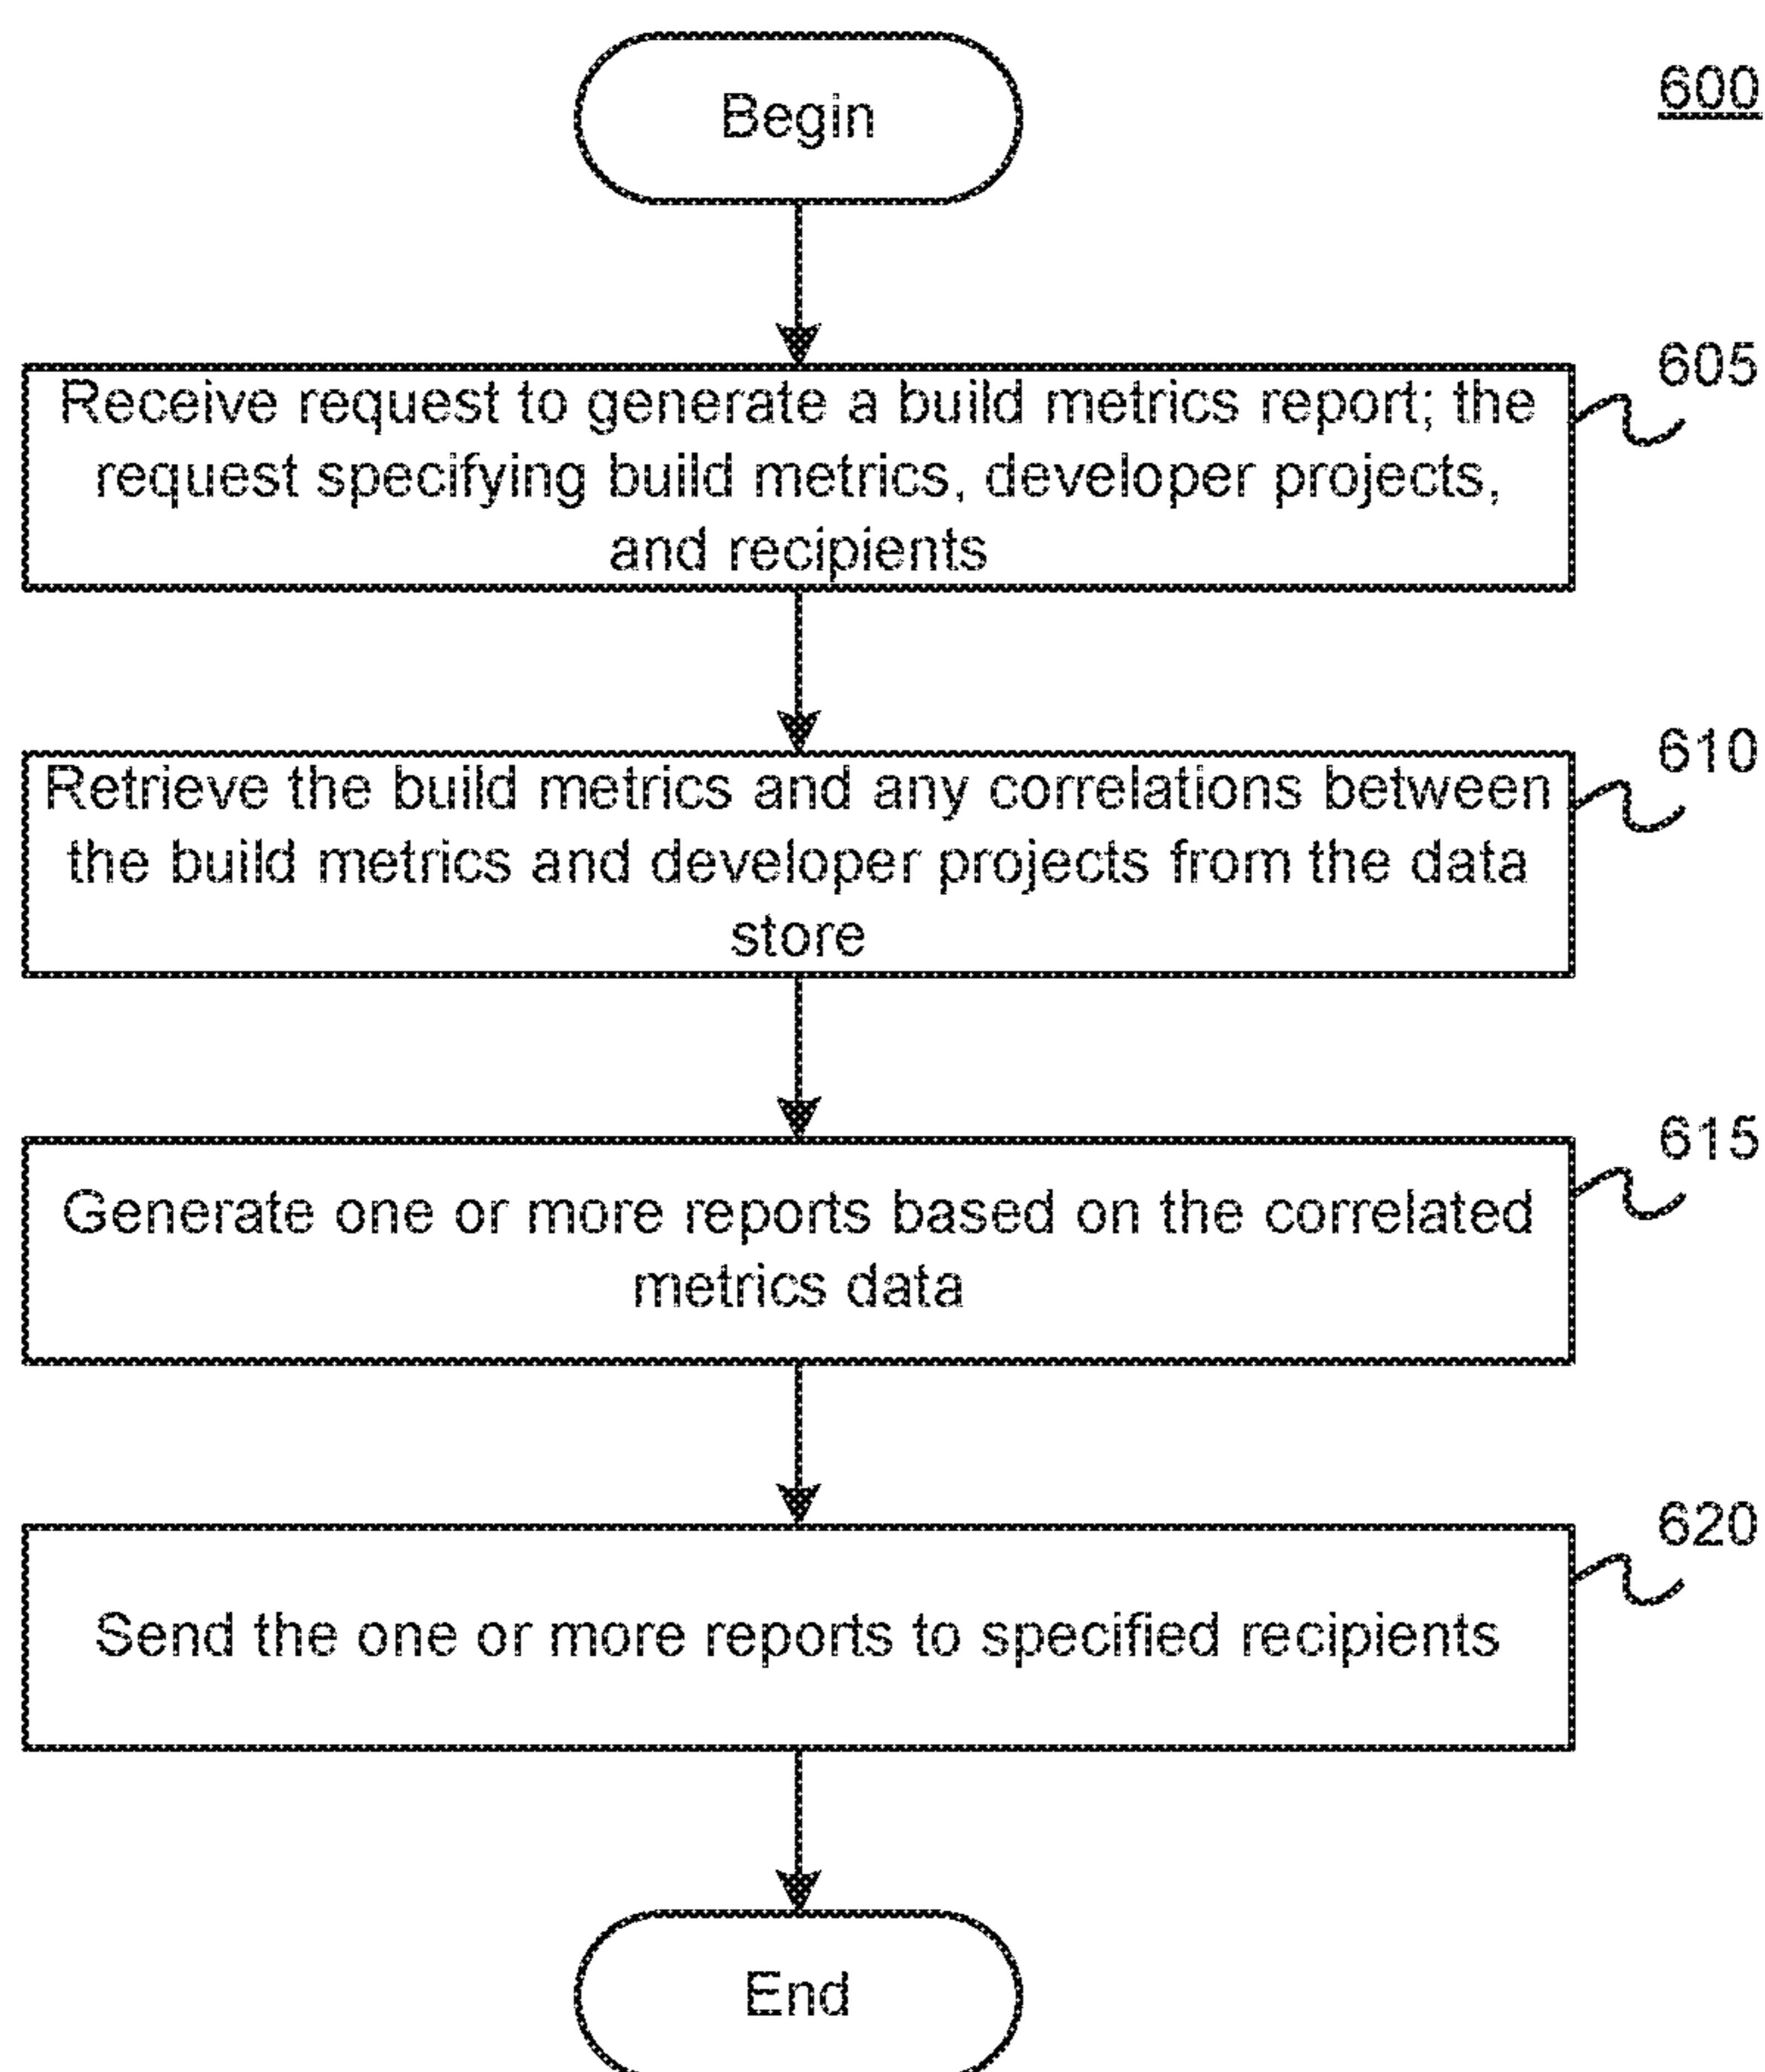 Begin
600
605
Receive request to generate a build metrics report; the
request specifying build metrics, developer projects,
and recipients
610
Retrieve the build metrics and any correlations between
the build metrics and developer projects from the data
store
615
Generate one or more reports based on the correlated
metrics data
620
Send the one or more reports to specified recipients
End